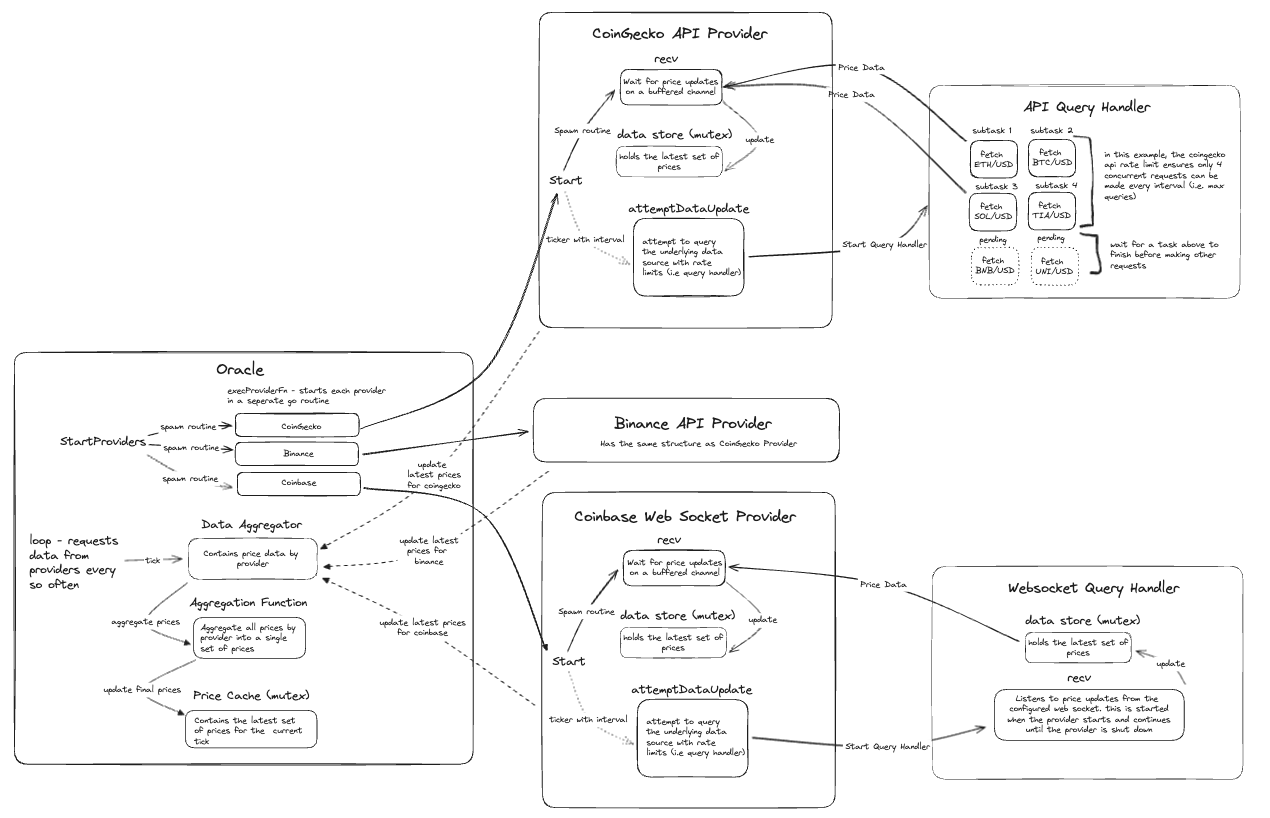 CoinGecko API Provider
recv
Wait for price updates
on a buffered channel
Spawn routine
data store (mutex)
update
holds the latest set of
prices
Start
attemptDataUpdate
ticker with interval
attempt to query
the underlying data
source with rate
limits (i.e query handler)
Price Data
Price Data
Start Query Handler
API Query Handler
subtask 1
subtask 2
fetch
ETH/USD
fetch
BTC/USD
subtask 3
subtask 4
fetch
SOL/USD
fetch
TIA/USD
in this example, the coingecko
api rate limit ensures only 4
concurrent requests can be
made every interval (i.e. max
queries)
pending
pending
fetch
BNB/USD
fetch
UNI/USD
wait for a task above to
finish before making other
requests
Oracle
execProviderFn - starts each provider
in a seperate go routine
StartProviders
spawn routine
CoinGecko
spawn routine
Binance
spawn routine
Coinbase
update
latest prices
for coingecko
Data Aggregator
loop - requests
data from
providers every
so often
tick
Contains price data by
provider
update latest
prices for
binance
aggregate prices
Aggregation Function
Aggregate all prices by
provider into a single
set of prices
update latest prices
for coinbase
update final prices
Price Cache (mutex)
Contains the latest set
of prices for the current
tick
Binance API Provider
Has the same structure as CoinGecko Provider
Coinbase Web Socket Provider
recv
Wait for price updates
on a buffered channel
Spawn routine
data store (mutex)
update
holds the latest set of
prices
Start
attemptDataUpdate
ticker with interval
attempt to query
the underlying data
source with rate
limits (i.e query handler)
Price Data
Start Query Handler
Websocket Query Handler
data store (mutex)
holds the latest set of
prices
update
recv
Listens to price updates from the
configured web socket. this is started
when the provider starts and continues
until the provider is shut down